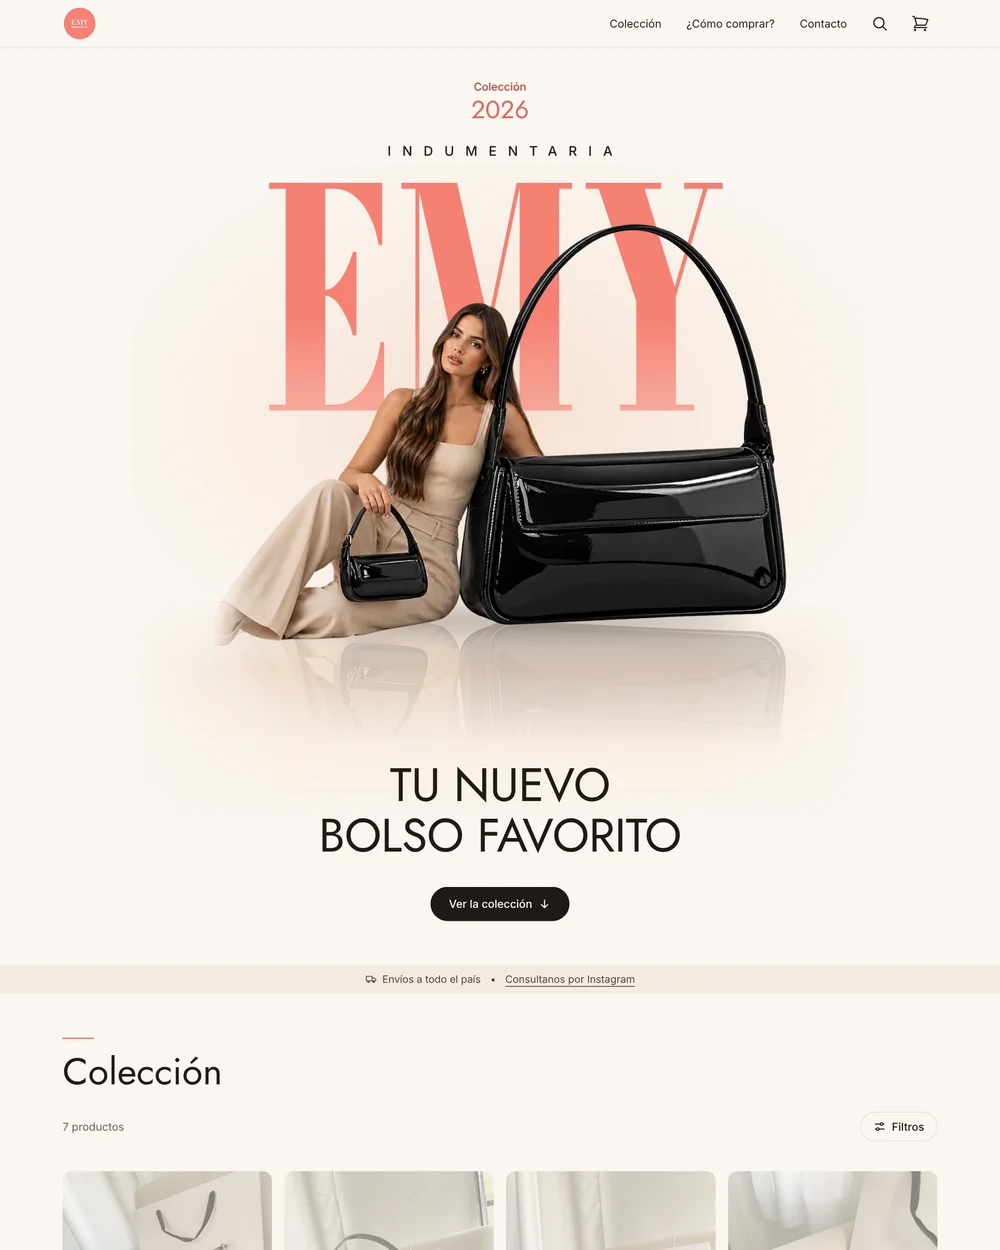 EMY
Colección
¿Cómo comprar?
Contacto
Colección
2026
INDUMENTARIA
EMY
TU NUEVO
BOLSO FAVORITO
Ver la colección
Envíos a todo el país • Consultanos por Instagram
Colección
7 productos
Filtros